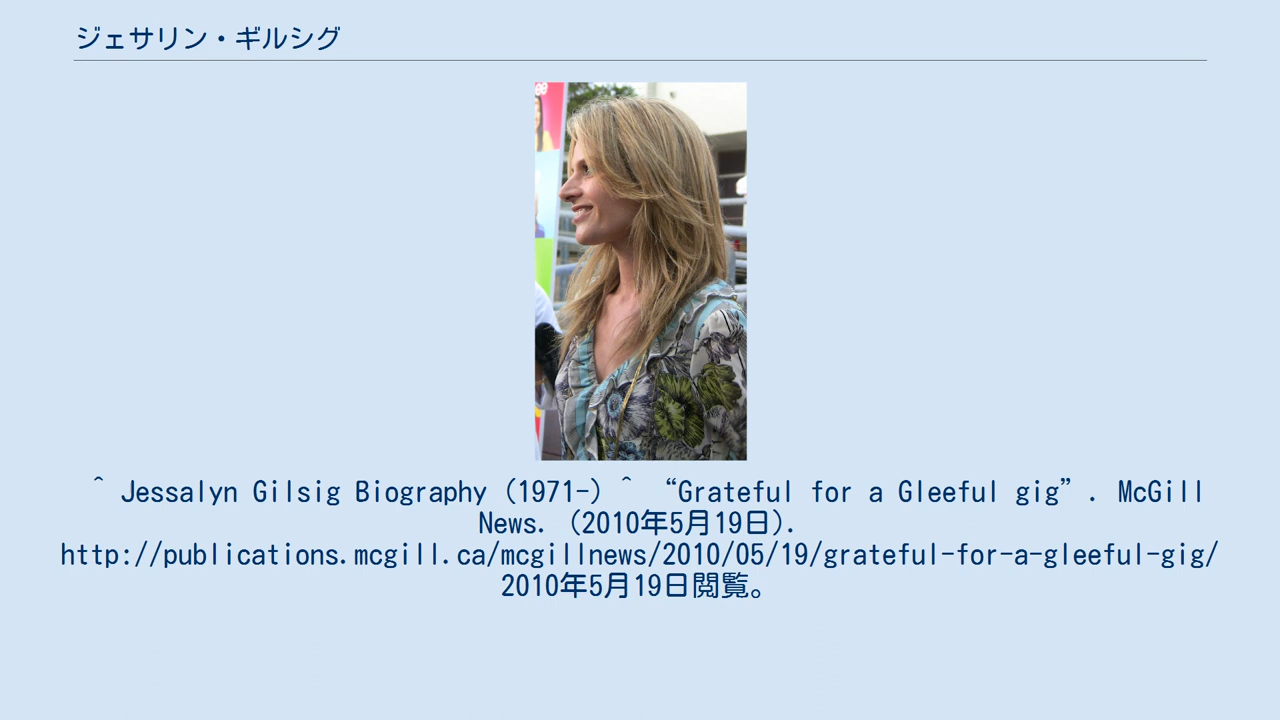 ジェサリン・ギルシグ
^ Jessalyn Gilsig Biography (1971-) ^ “Grateful for a Gleeful gig”. McGill
News. (2010年5月19日).
http://publications.mcgill.ca/mcgillnews/2010/05/19/grateful-for-a-gleeful-gig/
2010年5月19日閲覧。